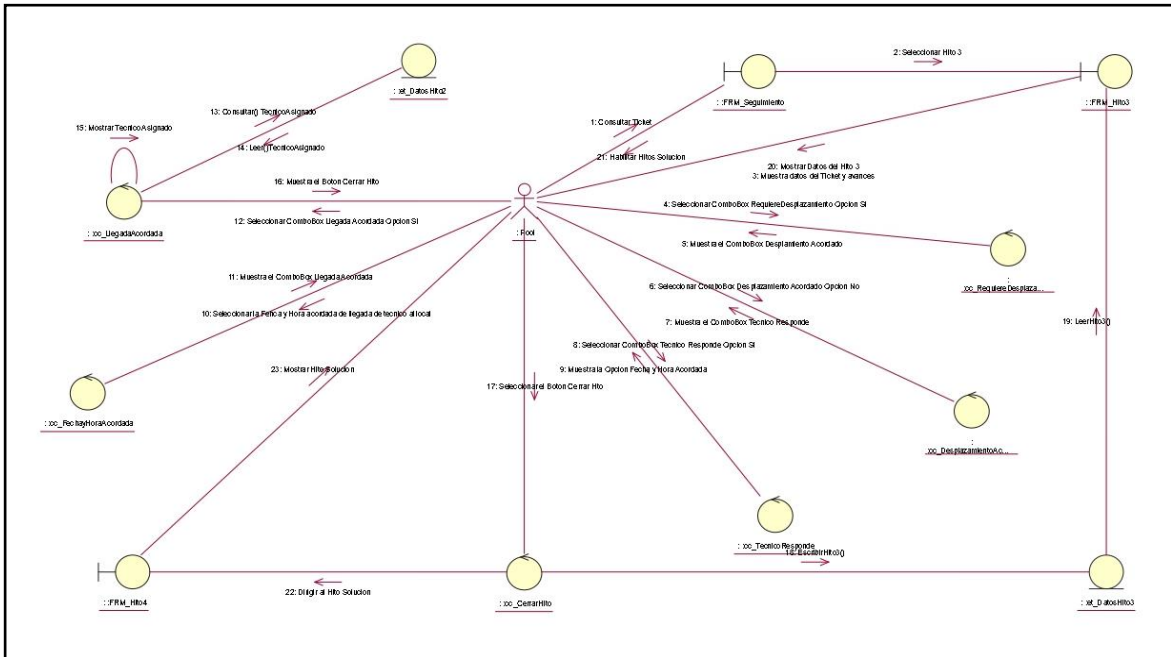 2: Seleccionar Hito 3
: :FRM_Seguimiento
: :FRM_Hito3
: :et_DatosHito2
13: Consultar() TecnicoAsignado
14: Leer()TecnicoAsignado
15: MostrarTecnicoAsignado
1: Consultar Ticket
21: Habilitar Hitos Solucion
20: Mostrar Datos del Hito 3
3: Muestra datos del Ticket y avances
16: Muestra el Boton Cerrar Hito
12: Seleccionar ComboBox Llegada Acordada Opcion SI
: :cc_LlegadaAcordada
: Pool
4: Seleccionar ComboBox RequiereDesplazamiento Opcion SI
5: Muestra el ComboBox Desplamiento Acordado
:
:cc_RequiereDesplaza...
11: Muestra el ComboBox LlegadaAcordada
10: Seleccionar la Fecha y Hora acordada de llegada de tecnico al local
6: Seleccionar ComboBox Desplazamiento Acordado Opcion No
7: Muestra el ComboBox Tecnico Responde
19: LeerHito3()
8: Seleccionar ComboBox Tecnico Responde Opcion SI
9: Muestra la Opcion Fecha y Hora Acordada
23: Mostrar Hito Solucion
17: Seleccionar el Boton Cerrar Hito
: :cc_FechayHoraAcordada
:
:cc_DesplazamientoAc...
: :cc_TecnicoResponde
18: EscribirHito3()
: :FRM_Hito4
22: Dirigir al Hito Solucion
: :cc_CerrarHito
: :et_DatosHito3